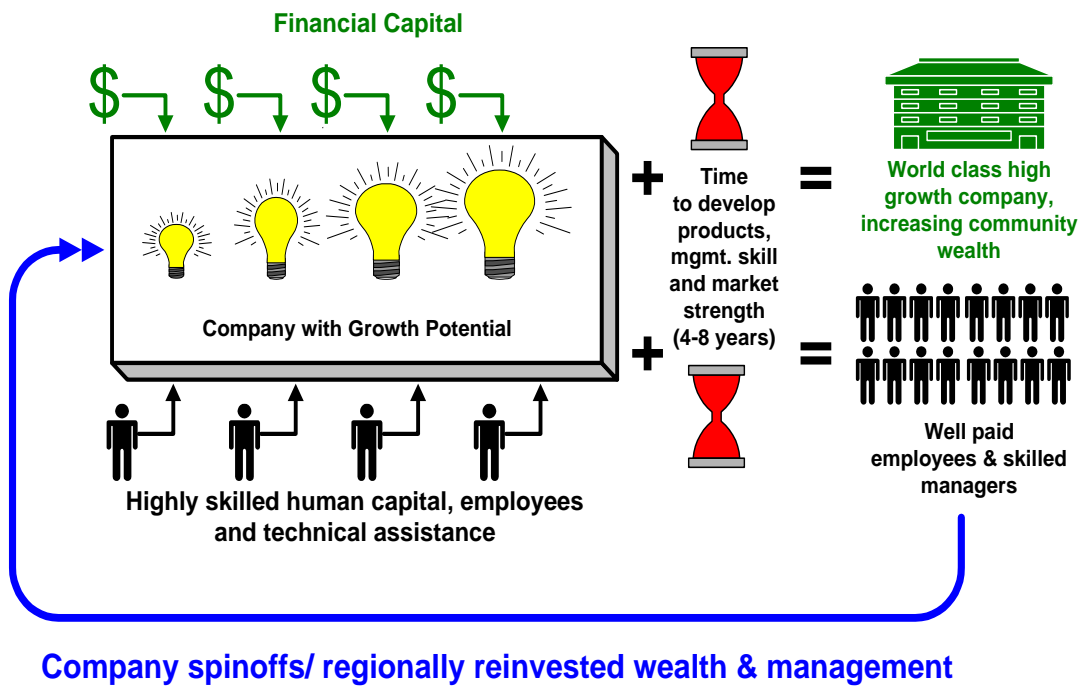 Financial Capital
$ $ $ $
Company with Growth Potential
Highly skilled human capital, employees
and technical assistance
+
+
Time
to develop
products,
mgmt. skill
and market
strength
(4-8 years)
=
=
World class high
growth company,
increasing community
wealth
Well paid
employees & skilled
managers
Company spinoffs/ regionally reinvested wealth & management